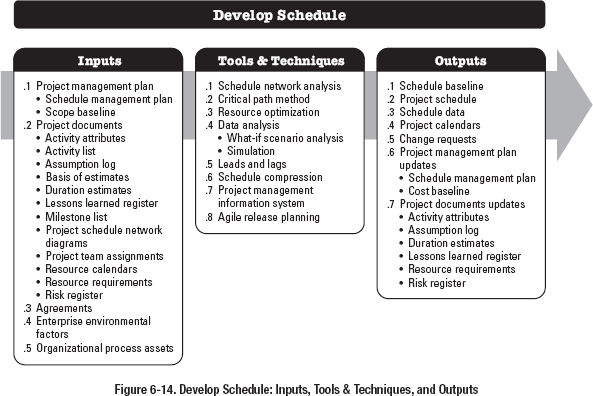 Develop Schedule
Inputs
.1 Project management plan
• Schedule management plan
• Scope baseline
.2 Project documents
• Activity attributes
• Activity list
• Assumption log
• Basis of estimates
• Duration estimates
• Lessons learned register
• Milestone list
• Project schedule network
diagrams
• Project team assignments
• Resource calendars
• Resource requirements
• Risk register
.3 Agreements
.4 Enterprise environmental
factors
.5 Organizational process assets
Tools & Techniques
.1 Schedule network analysis
.2 Critical path method
.3 Resource optimization
.4 Data analysis
• What-if scenario analysis
• Simulation
.5 Leads and lags
.6 Schedule compression
.7 Project management
information system
.8 Agile release planning
Outputs
.1 Schedule baseline
.2 Project schedule
.3 Schedule data
.4 Project calendars
.5 Change requests
.6 Project management plan
updates
• Schedule management plan
• Cost baseline
.7 Project documents updates
• Activity attributes
• Assumption log
• Duration estimates
• Lessons learned register
• Resource requirements
• Risk register
Figure 6-14. Develop Schedule: Inputs, Tools & Techniques, and Outputs